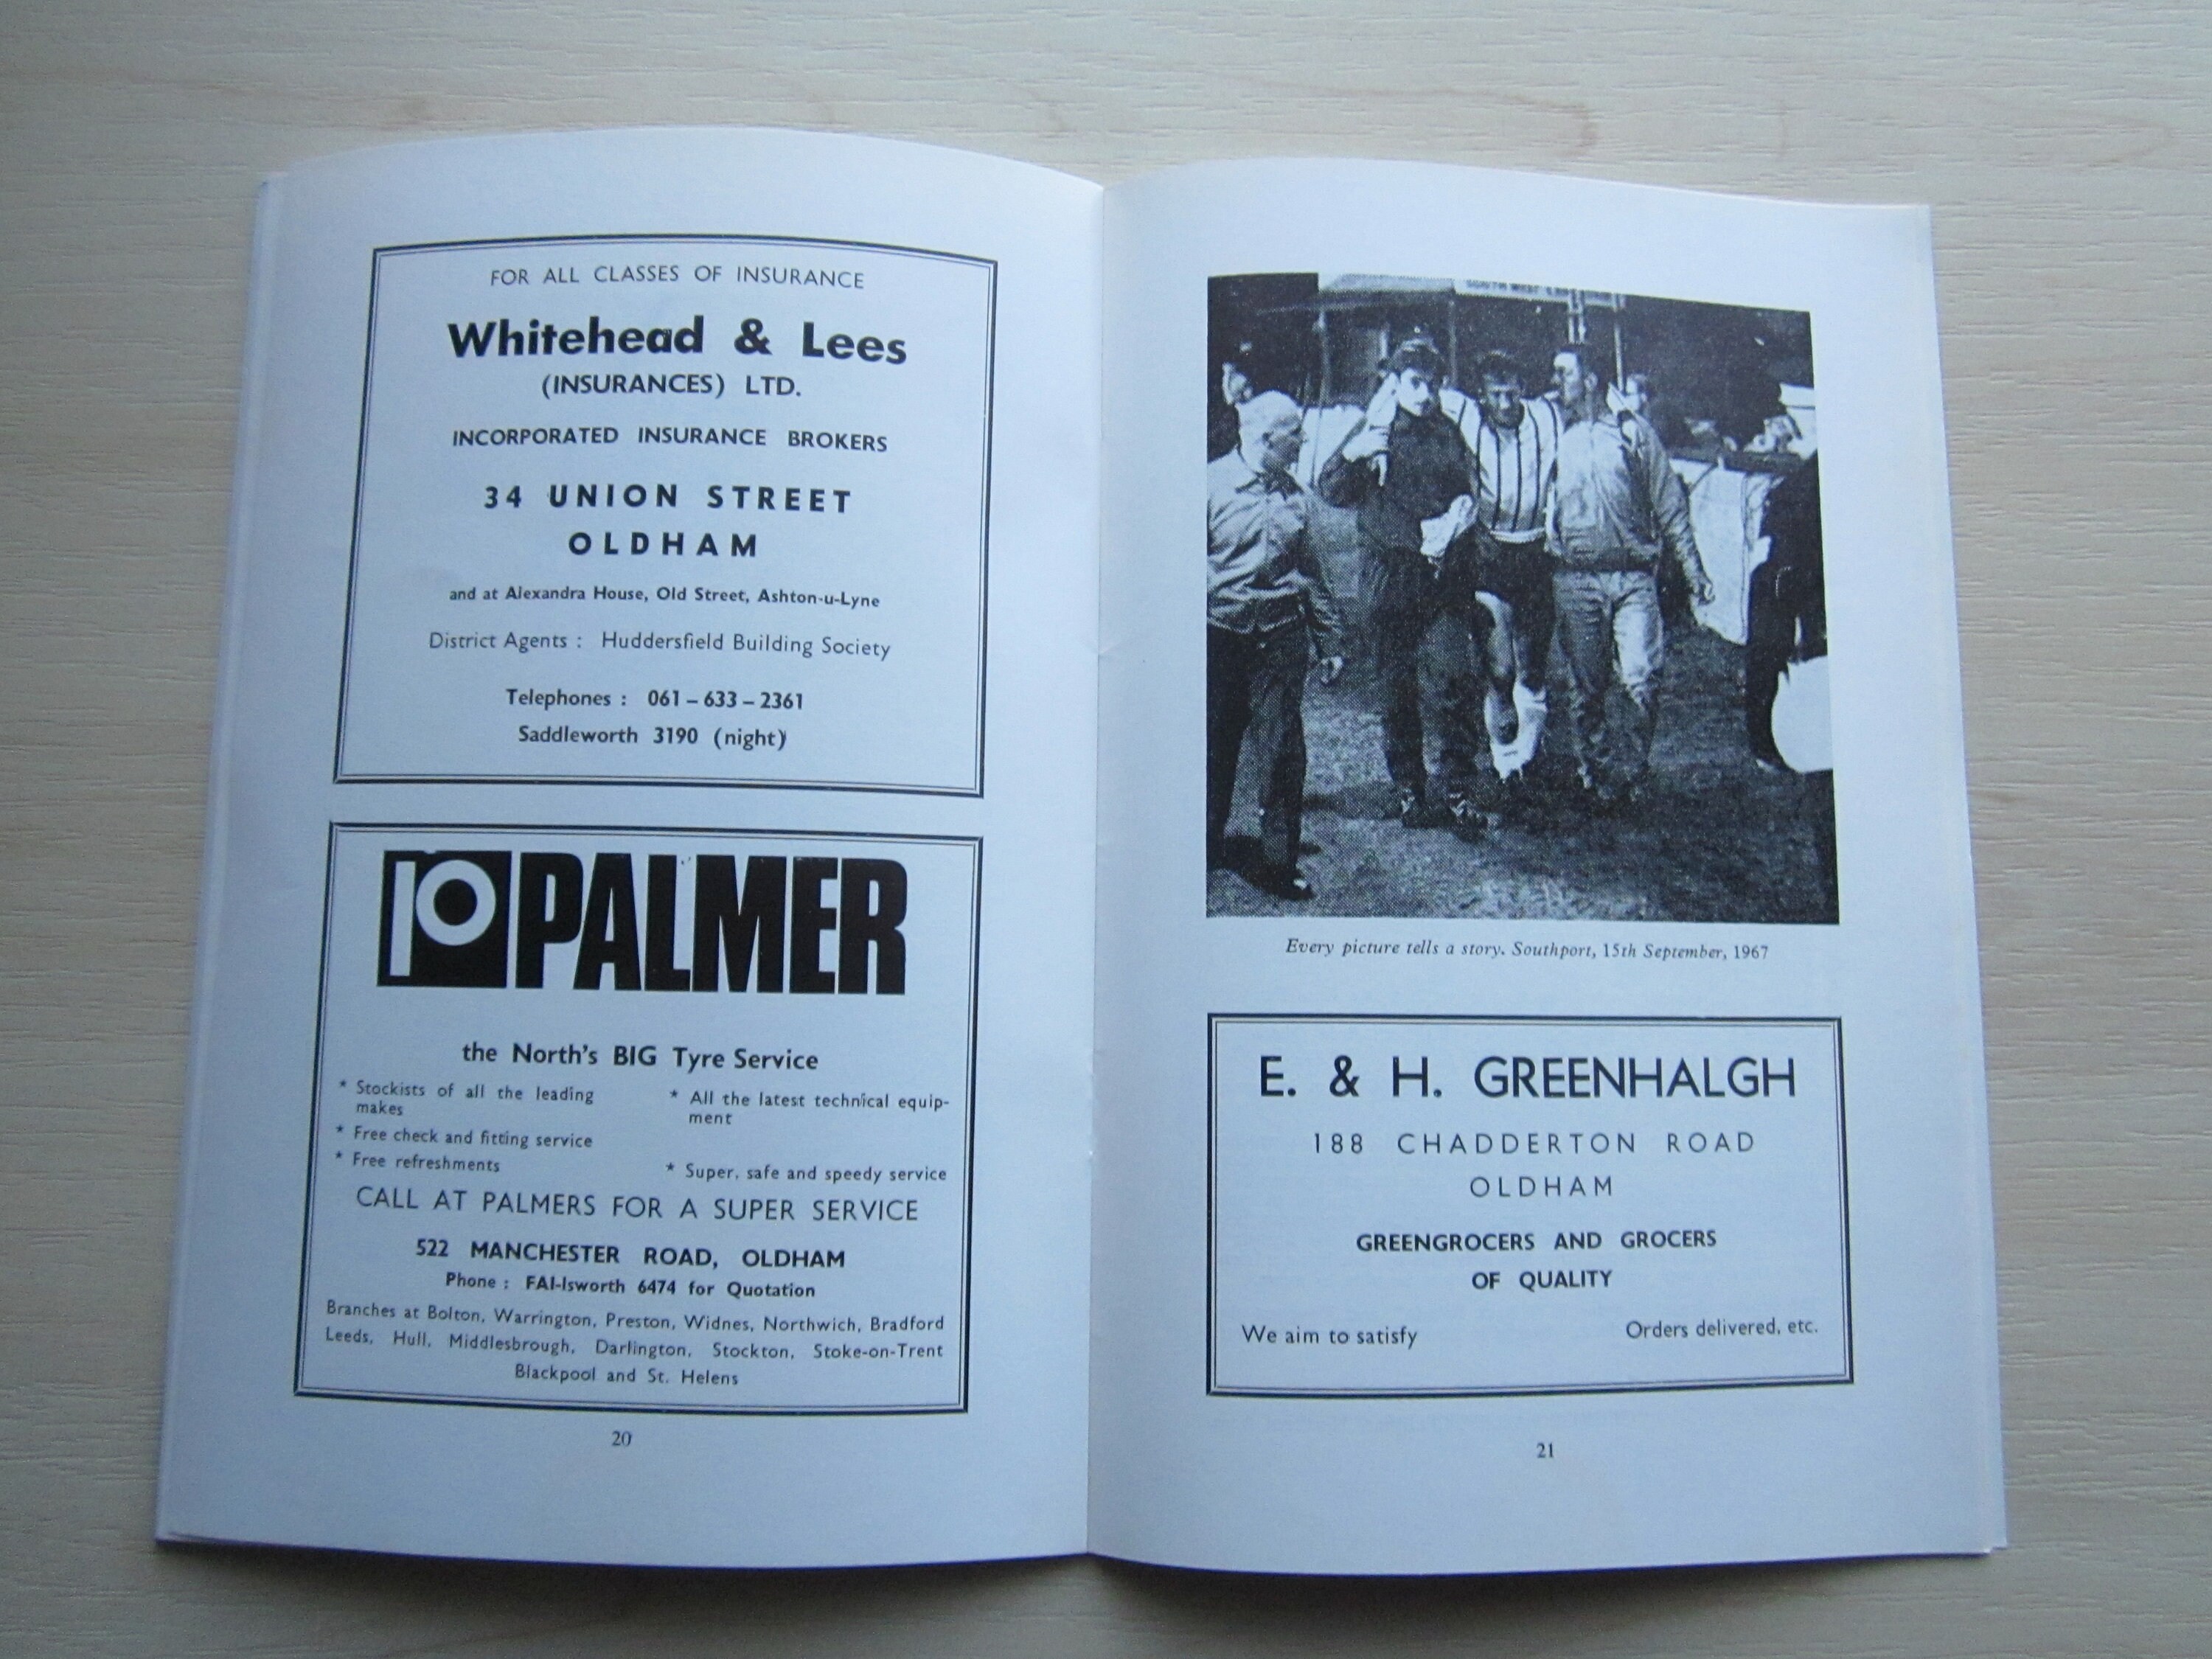 FOR ALL CLASSES OF INSURANCE
Whitehead & Lees
(INSURANCES) LTD.
INCORPORATED INSURANCE BROKERS
34 UNION STREET
OLDHAM
and at Alexandra House, Old Street, Ashton-u-Lyne
District Agents : Huddersfield Building Society
Telephones : 061 – 633 – 2361
Saddleworth 3190 (night)
PALMER
the North's BIG Tyre Service
* Stockists of all the leading
makes
* Free check and fitting service
* Free refreshments
* All the latest technical equip-
ment
* Super, safe and speedy service
CALL AT PALMERS FOR A SUPER SERVICE
522 MANCHESTER ROAD, OLDHAM
Phone : FAI-lsworth 6474 for Quotation
Branches at Bolton, Warrington, Preston, Widnes, Northwich, Bradford
Leeds, Hull, Middlesbrough, Darlington, Stockton, Stoke-on-Trent
Blackpool and St. Helens
20
Every picture tells a story. Southport, 15th September, 1967
E. & H. GREENHALGH
188 CHADDERTON ROAD
OLDHAM
GREENGROCERS AND GROCERS
OF QUALITY
We aim to satisfy
Orders delivered, etc.
21